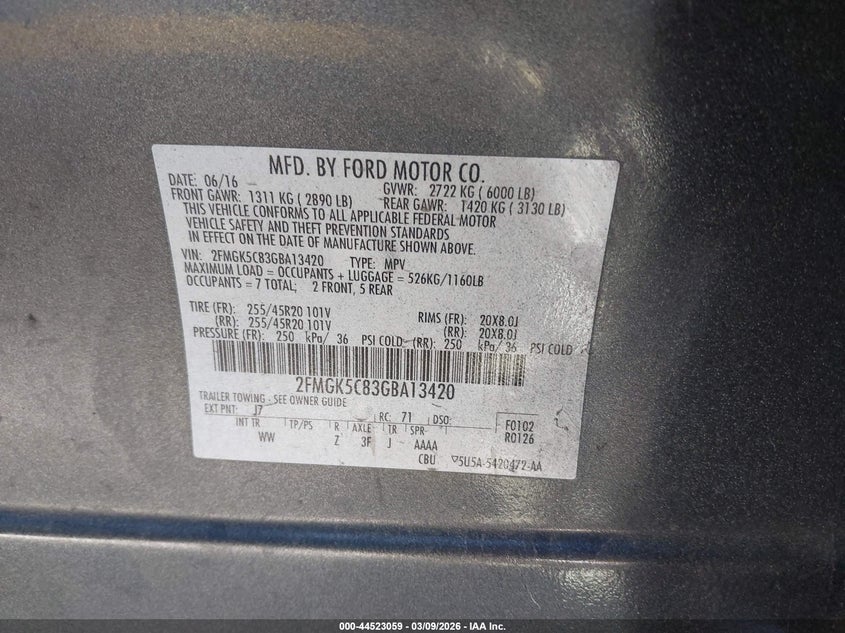 MFD. BY FORD MOTOR CO.
DATE: 06/16 GVWR: 2722 KG ( 6000 LB)
FRONT GAWR: 1311 KG ( 2890 LB) REAR GAWR: 1420 KG ( 3130 LB)
THIS VEHICLE CONFORMS TO ALL APPLICABLE FEDERAL MOTOR
VEHICLE SAFETY AND THEFT PREVENTION STANDARDS
IN EFFECT ON THE DATE OF MANUFACTURE SHOWN ABOVE.
VIN: 2FMGK5C83GBA13420 TYPE: MPV
MAXIMUM LOAD = OCCUPANTS + LUGGAGE = 526KG/1160LB
OCCUPANTS = 7 TOTAL; 2 FRONT, 5 REAR
TIRE (FR): 255/45R20 101V RIMS (FR): 20X8.0J
(RR): 255/45R20 101V (RR): 20X8.0J
PRESSURE (FR): 250 kPa/ 36 PSI COLD (RR): 250 kPa/ 36 PSI COLD
2FMGK5C83GBA13420
TRAILER TOWING - SEE OWNER GUIDE
EXT PNT: J7 RC: 71 DSO: F0102
INT TR TP/PS R AXLE TR SPR R0126
WW Z 3F J AAAA
CBU ▽5U5A-5420472-AA
000-44523059 - 03/09/2026 - IAA Inc.